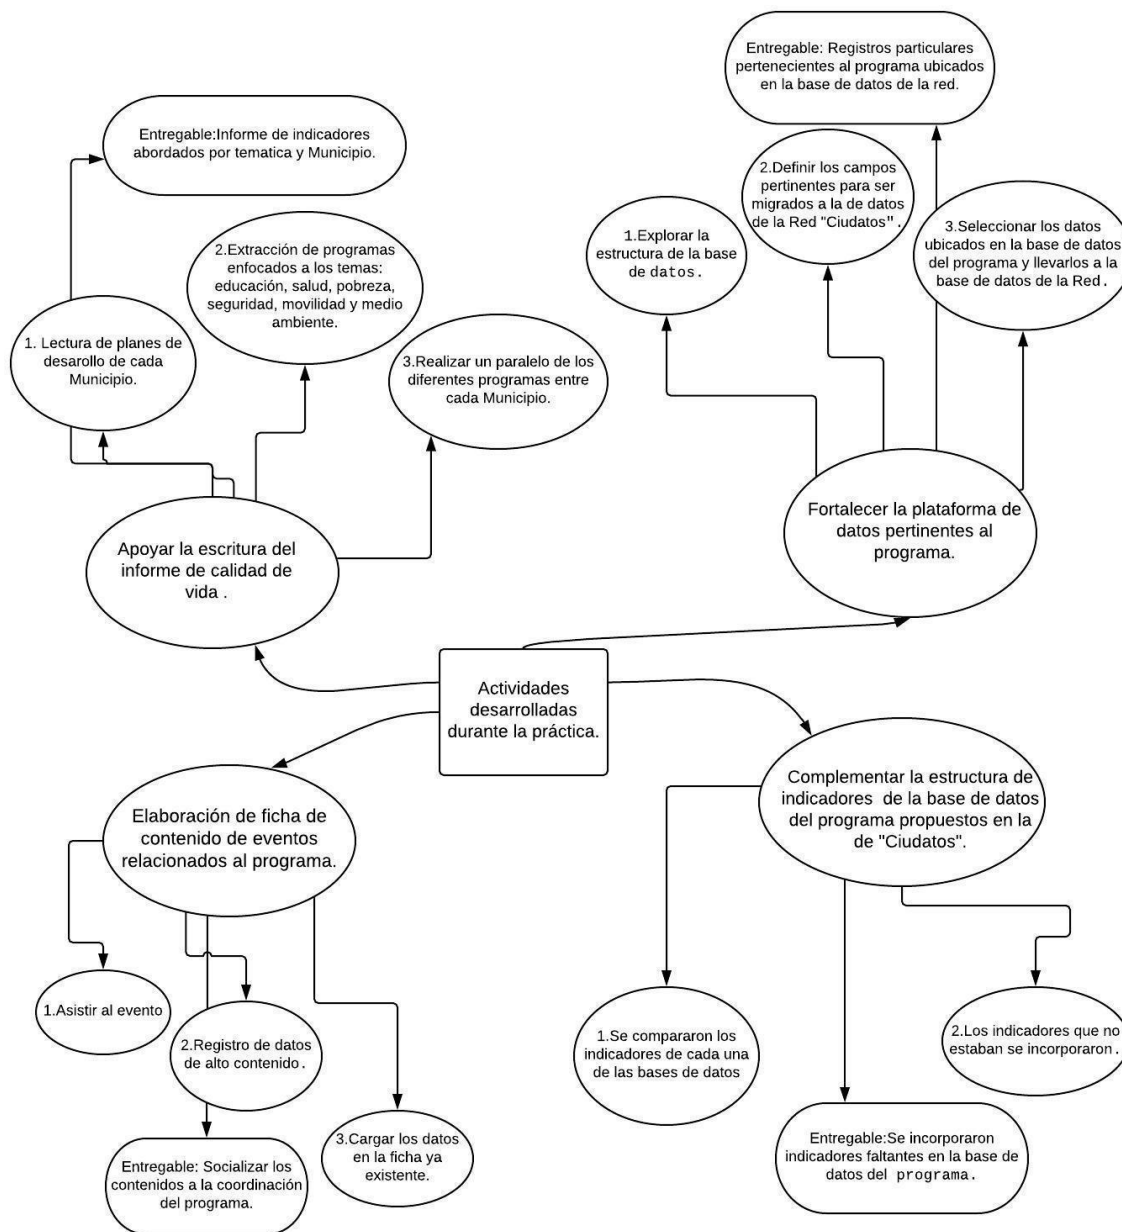 Entregable: Registros particulares
pertenecientes al programa ubicados
en la base de datos de la red.
Entregable:Informe de indicadores
abordados por tematica y Municipio.
2.Definir los campos
pertinentes para ser
migrados a la de datos
de la Red "Ciudatos".
1.Explorar la
estructura de la base
de datos.
3.Seleccionar los datos
ubicados en la base de datos
del programa y llevarlos a la
base de datos de la Red.
2.Extracción de programas
enfocados a los temas:
educación, salud, pobreza,
seguridad, movilidad y medio
ambiente.
1. Lectura de planes de
desarollo de cada
Municipio.
3.Realizar un paralelo de los
diferentes programas entre
cada Municipio.
Fortalecer la plataforma de
datos pertinentes al
programa.
Apoyar la escritura del
informe de calidad de
vida .
Actividades
desarrolladas
durante la práctica.
Elaboración de ficha de
contenido de eventos
relacionados al programa.
Complementar la estructura de
indicadores de la base de datos
del programa propuestos en la
de "Ciudatos".
1.Asistir al evento
2.Registro de datos
de alto contenido.
3.Cargar los datos
en la ficha ya
existente.
Entregable: Socializar los
contenidos a la coordinación
del programa.
1.Se compararon los
indicadores de cada una
de las bases de datos
2.Los indicadores que no
estaban se incorporaron.
Entregable:Se incorporaron
indicadores faltantes en la base de
datos del programa.